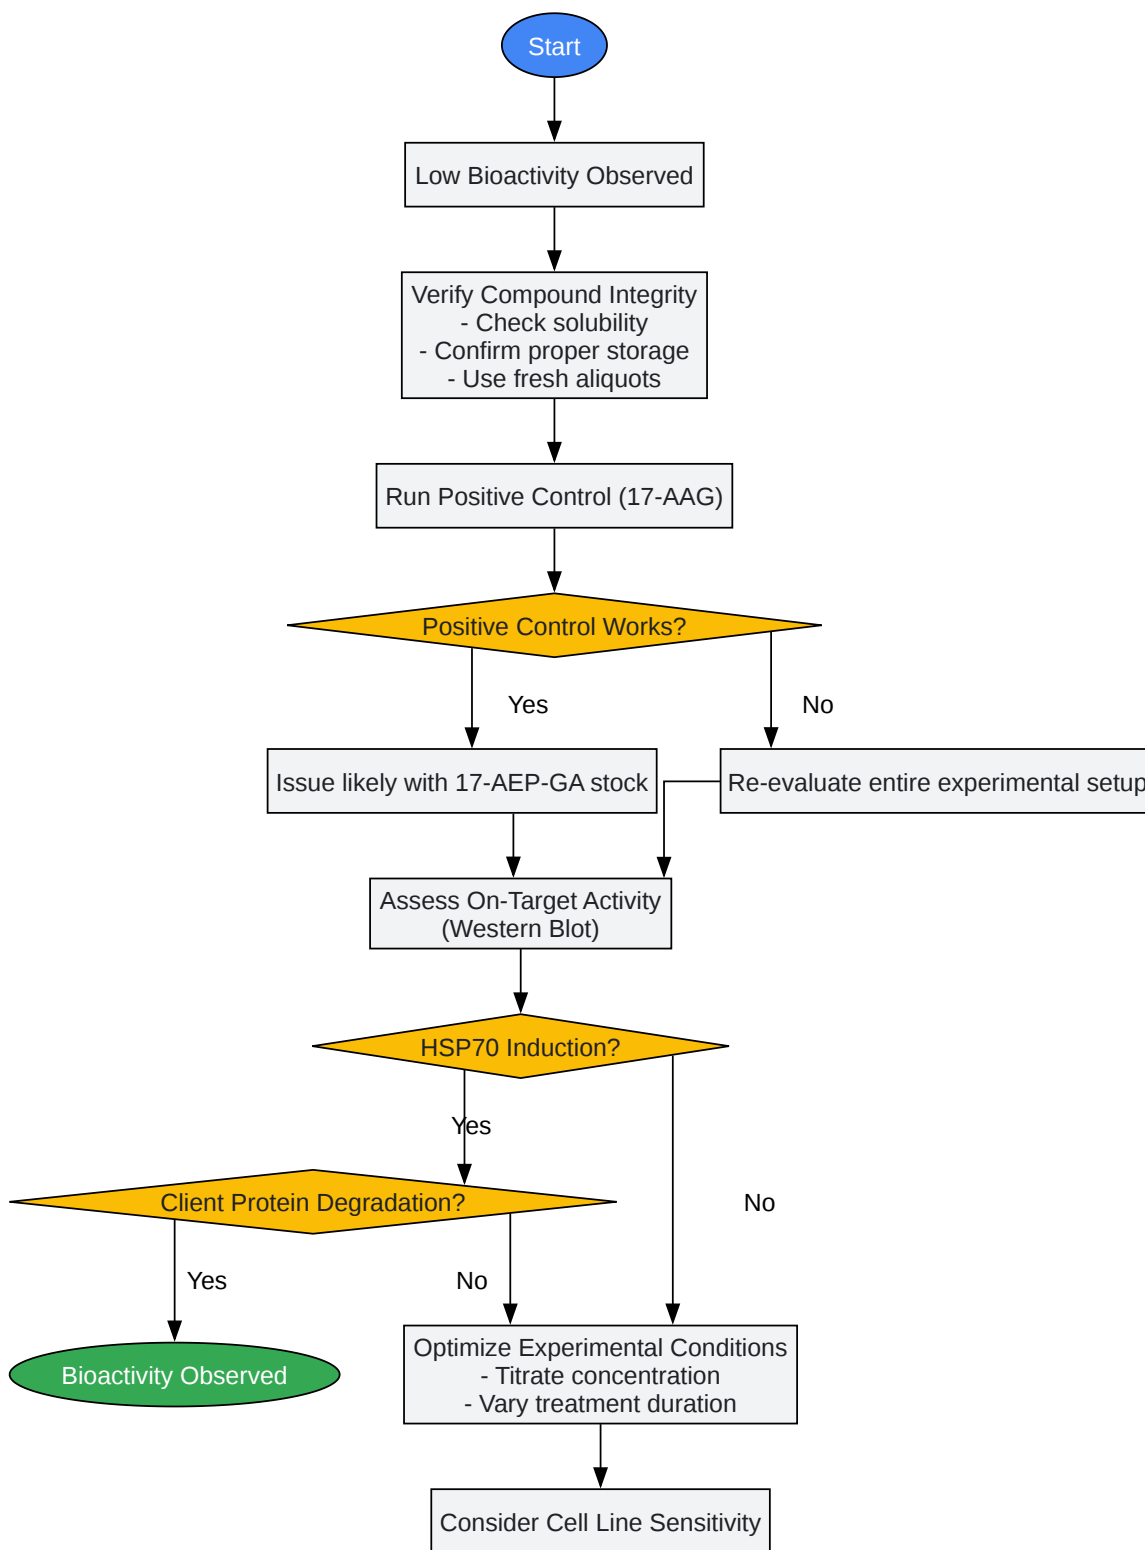 Start
Low Bioactivity Observed
Verify Compound Integrity
- Check solubility
- Confirm proper storage
- Use fresh aliquots
Run Positive Control (17-AAG)
Positive Control Works?
Yes
No
Issue likely with 17-AEP-GA stock
Re-evaluate entire experimental setup
Assess On-Target Activity
(Western Blot)
HSP70 Induction?
Yes
Client Protein Degradation?
No
Yes
No
Optimize Experimental Conditions
- Titrate concentration
- Vary treatment duration
Bioactivity Observed
Consider Cell Line Sensitivity